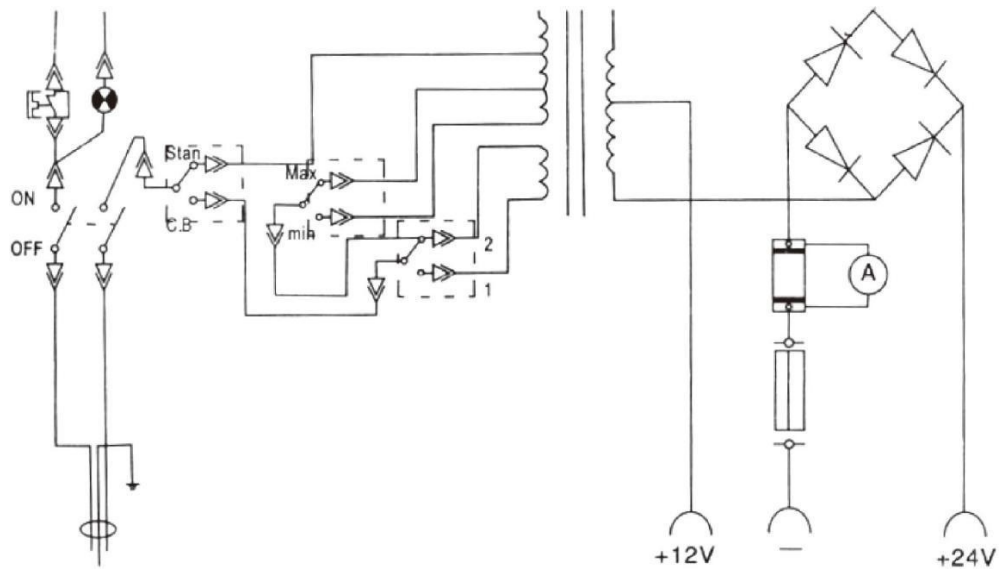 Stan
Max
ON
C.B
min
OFF
2
A
1
+12V
—
+24V